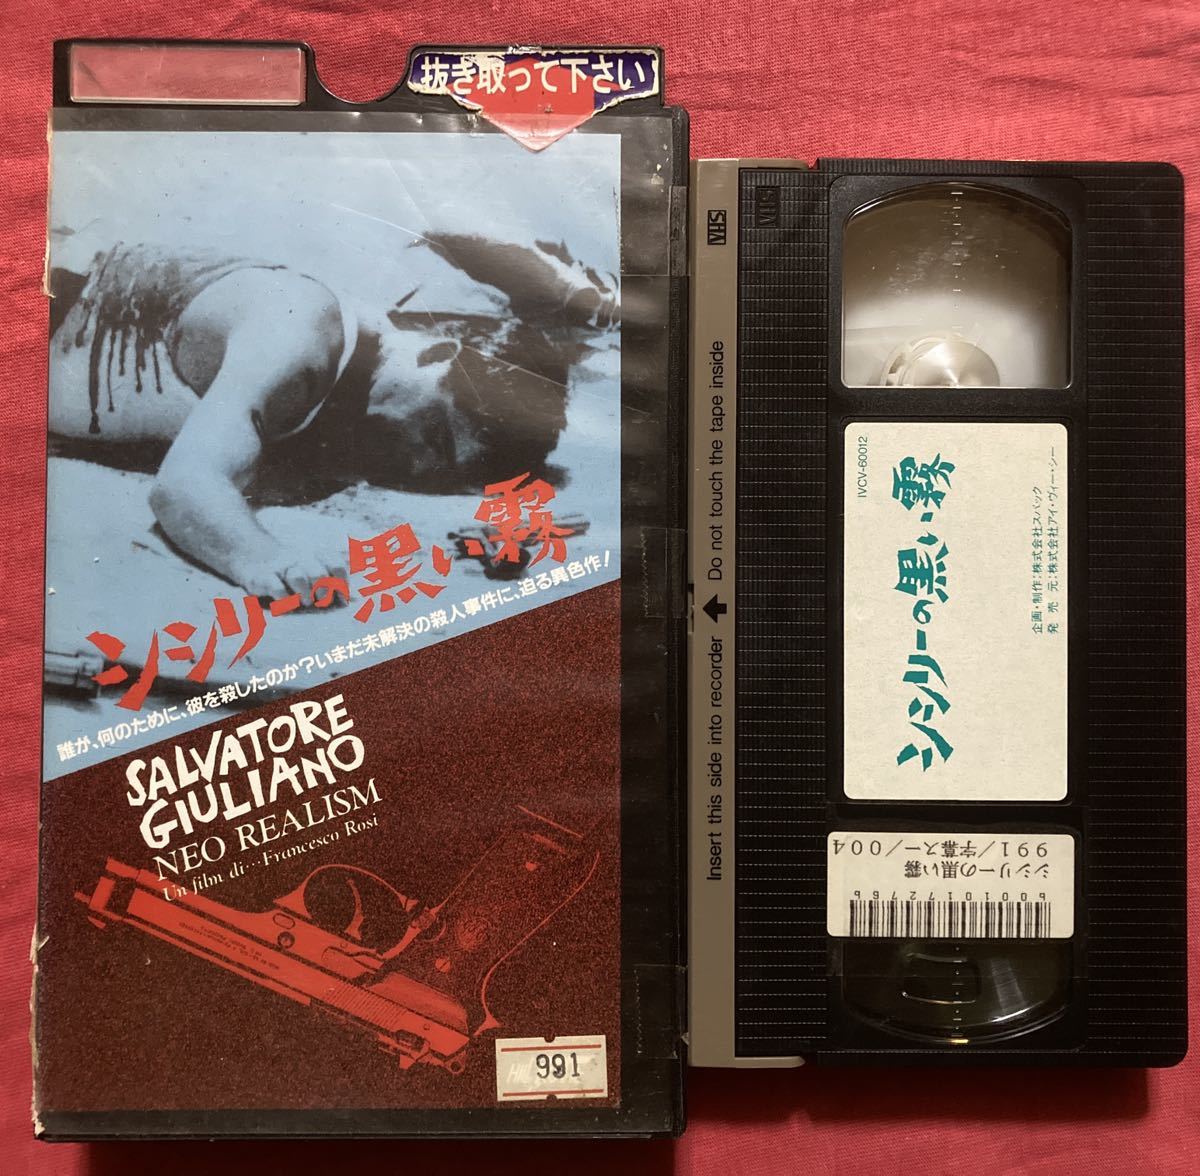 抜き取って下さい
シシリーの黒い霧
誰が、何のために、彼を殺したのか?いまだ未解決の殺人事件に、迫る異色作!
SALVATORE
GIULIANO
NEO REALISM
Un film di…Francesco Rosi
991
VHS
VHS
Insert this side into recorder ⬆ Do not touch the tape inside
IVCV-60012
シシリーの黒い霧
企画・制作:株式会社スバック
発 売 元:株式会社アイ・ヴィー・シー
シシリーの黒い霧
991/字幕スー/004